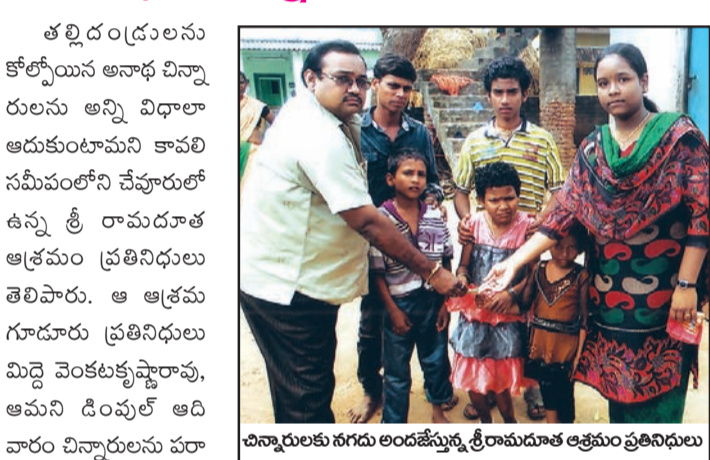 తల్లిదండ్రులను
కోల్పోయిన అనాథ చిన్నా
రులను అన్ని విధాలా
ఆదుకుంటామని కావలి
సమీపంలోని చేవూరులో
ఉన్న శ్రీ రామదూత
ఆశ్రమం ప్రతినిధులు
తెలిపారు. ఆ ఆశ్రమ
గూడూరు ప్రతినిధులు
మిద్దె వెంకటకృష్ణారావు,
ఆమని డింపుల్ ఆది
వారం చిన్నారులను పరా
చిన్నారులకు నగదు అందజేస్తున్న శ్రీరామదూత ఆశ్రమం ప్రతినిధులు